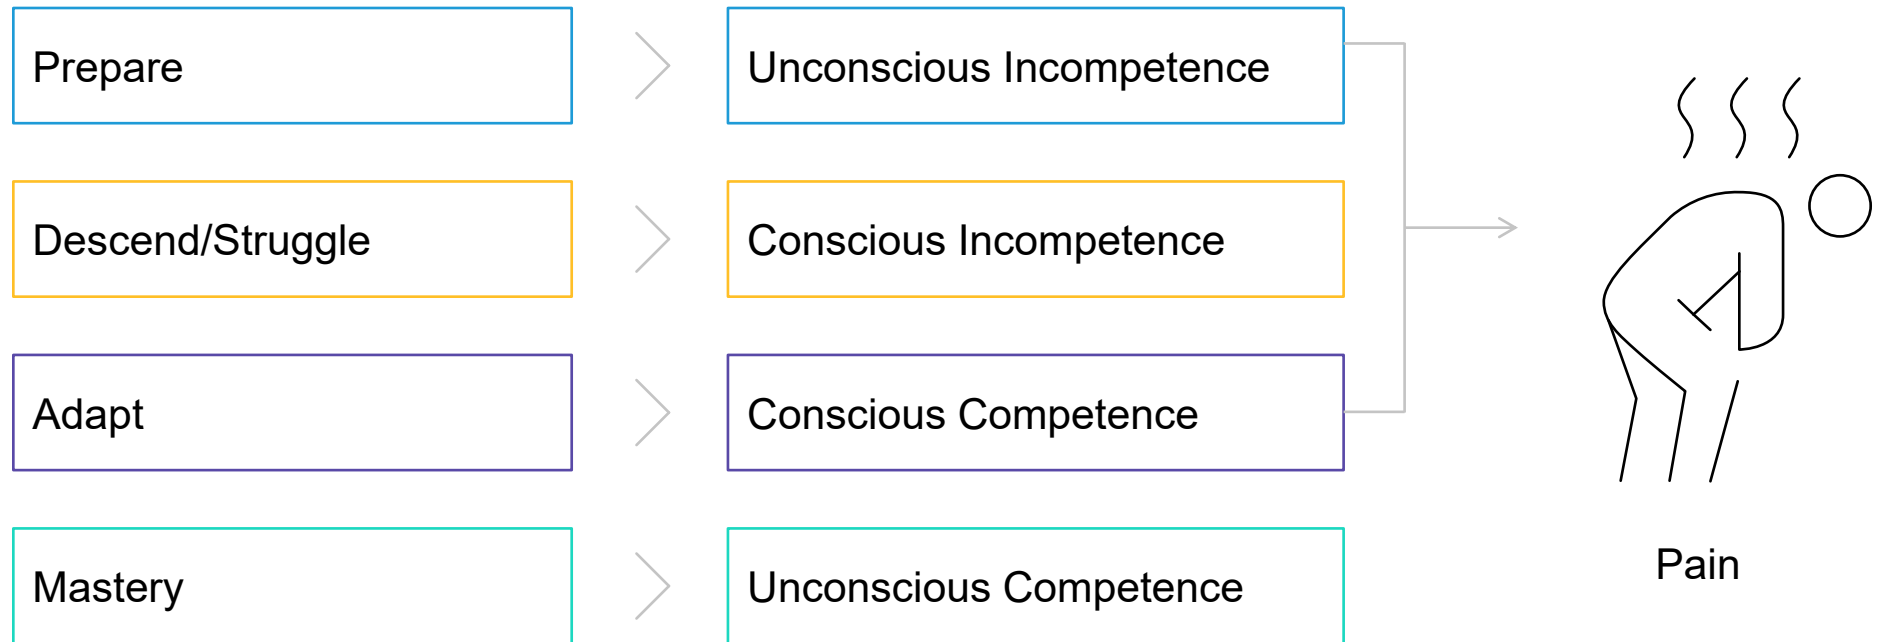 Prepare
Unconscious Incompetence
Descend/Struggle
Conscious Incompetence
Adapt
Conscious Competence
Mastery
Unconscious Competence
Pain